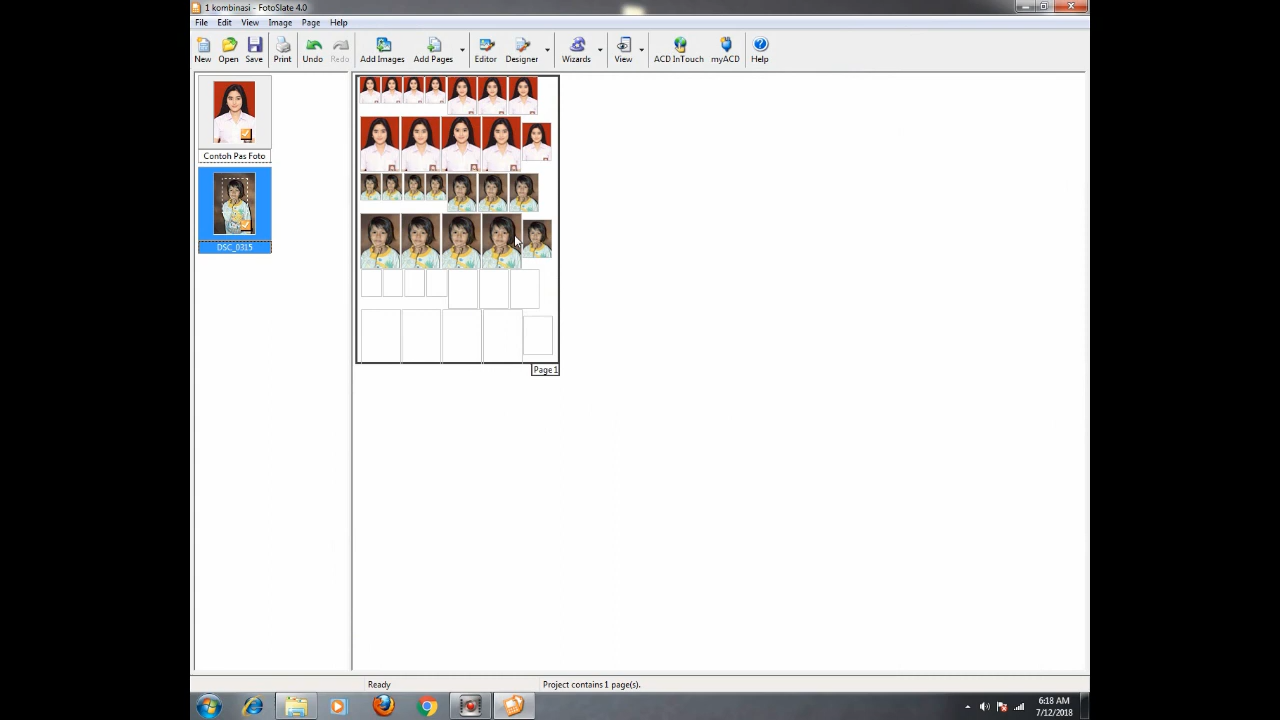 1 kombinasi - FotoSlate 4.0
File Edit View Image Page Help
New Open Save Print Undo Redo Add Images Add Pages Editor Designer Wizards View ACD InTouch myACD Help
Contoh Pas Foto
DSC_0315
Page 1
Ready Project contains 1 page(s).
6:18 AM
7/12/2018